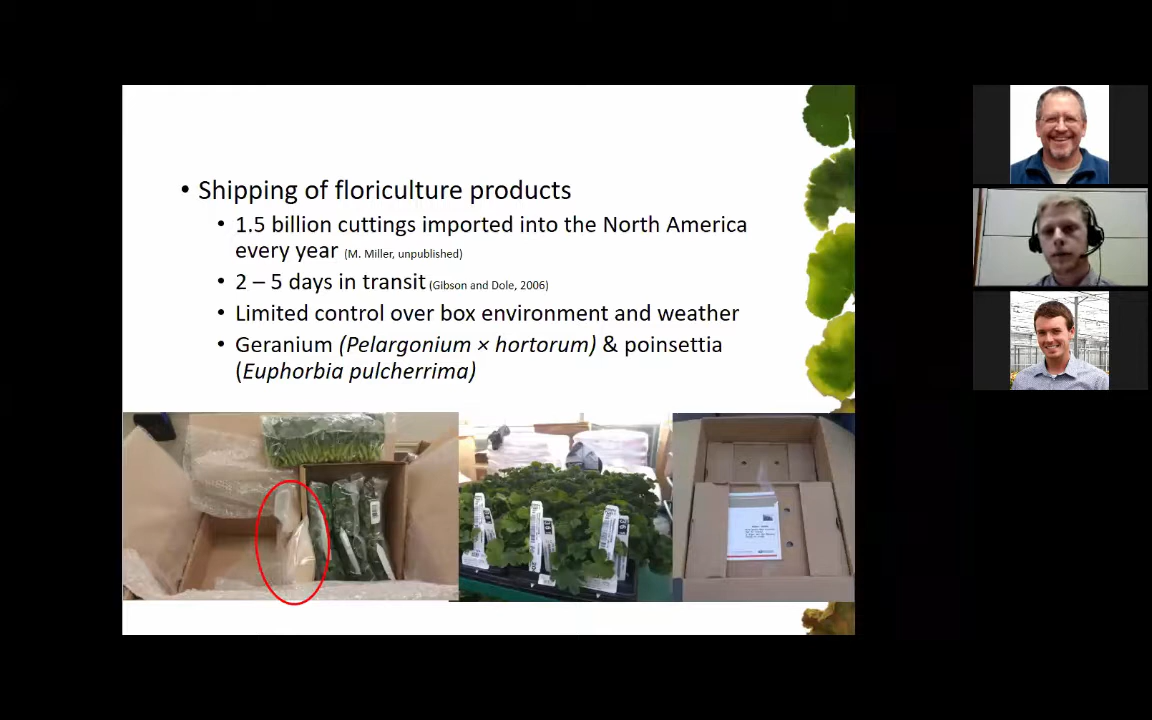 • Shipping of floriculture products
• 1.5 billion cuttings imported into the North America
every year (M. Miller, unpublished)
• 2 – 5 days in transit (Gibson and Dole, 2006)
• Limited control over box environment and weather
• Geranium (Pelargonium × hortorum) & poinsettia
(Euphorbia pulcherrima)